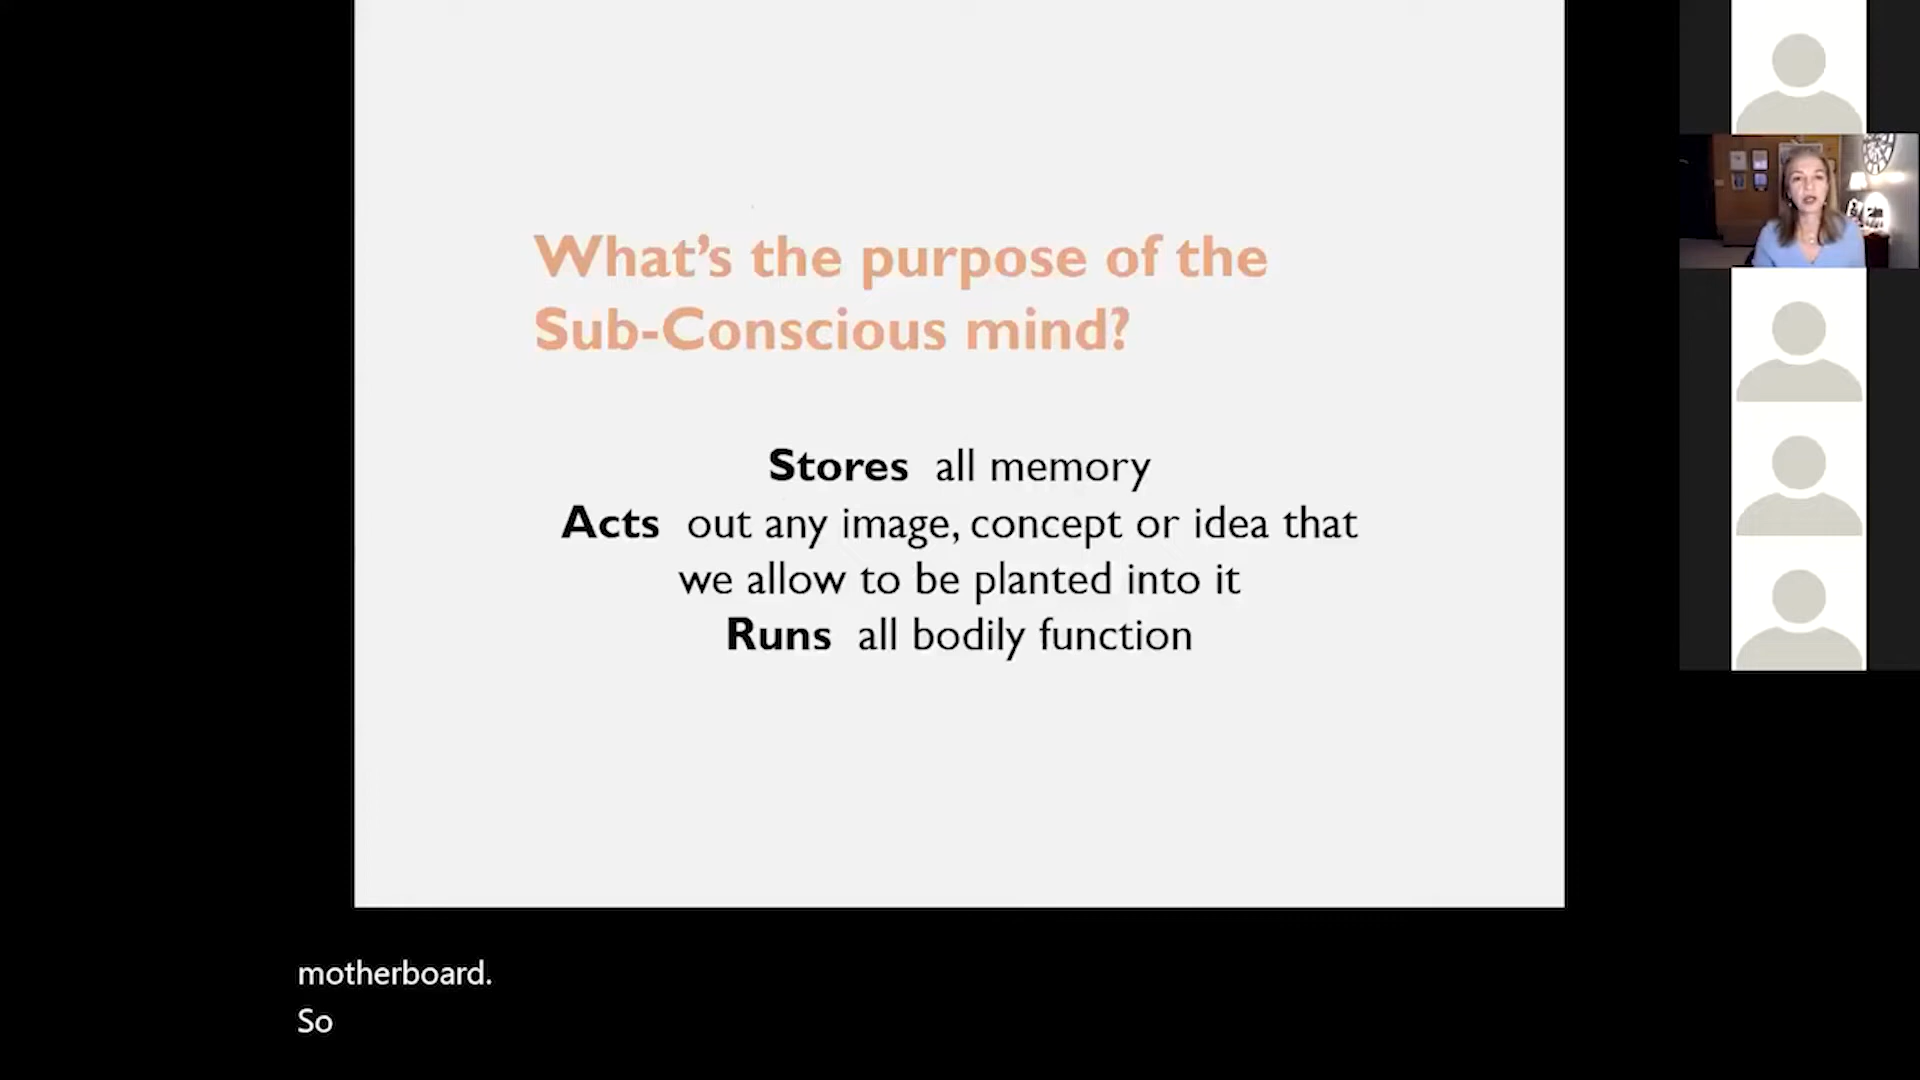 What's the purpose of the
Sub-Conscious mind?
Stores all memory
Acts out any image, concept or idea that
we allow to be planted into it
Runs all bodily function
motherboard.
So